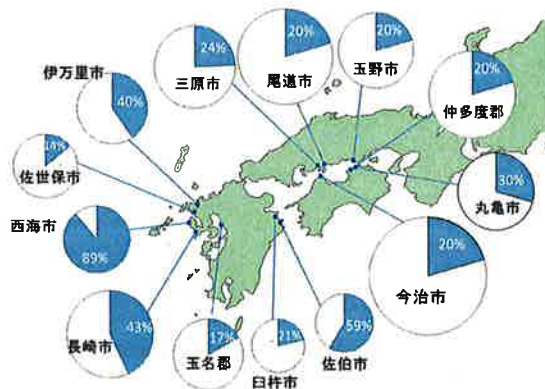 伊万里市
40%
24%
三原市
20%
尾道市
20%
玉野市
20%
仲多度郡
14%
佐世保市
30%
丸亀市
西海市
89%
20%
今治市
43%
長崎市
17%
玉名郡
21%
臼杵市
59%
佐伯市